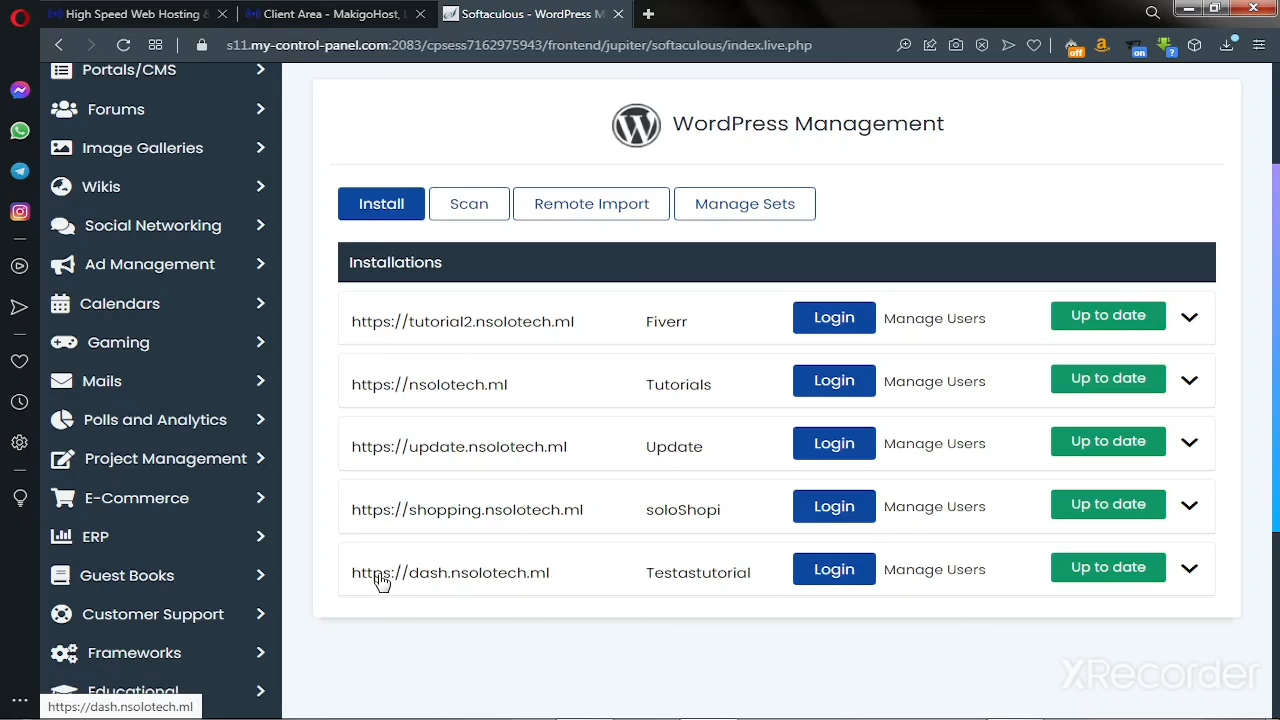 High Speed Web Hosting &
Client Area - MakigoHost, L
Softaculous - WordPress M
s11.my-control-panel.com:2083/cpsess7162975943/frontend/jupiter/softaculous/index.live.php
off
on
?
Portals/CMS
Forums
Image Galleries
Wikis
Social Networking
Ad Management
Calendars
Gaming
Mails
Polls and Analytics
Project Management
E-Commerce
ERP
Guest Books
Customer Support
Frameworks
Educational
https://dash.nsolotech.ml
WordPress Management
Install Scan Remote Import Manage Sets
Installations
https://tutorial2.nsolotech.ml Fiverr Login Manage Users Up to date
https://nsolotech.ml Tutorials Login Manage Users Up to date
https://update.nsolotech.ml Update Login Manage Users Up to date
https://shopping.nsolotech.ml soloShopi Login Manage Users Up to date
https://dash.nsolotech.ml Testastutorial Login Manage Users Up to date
XRecorder